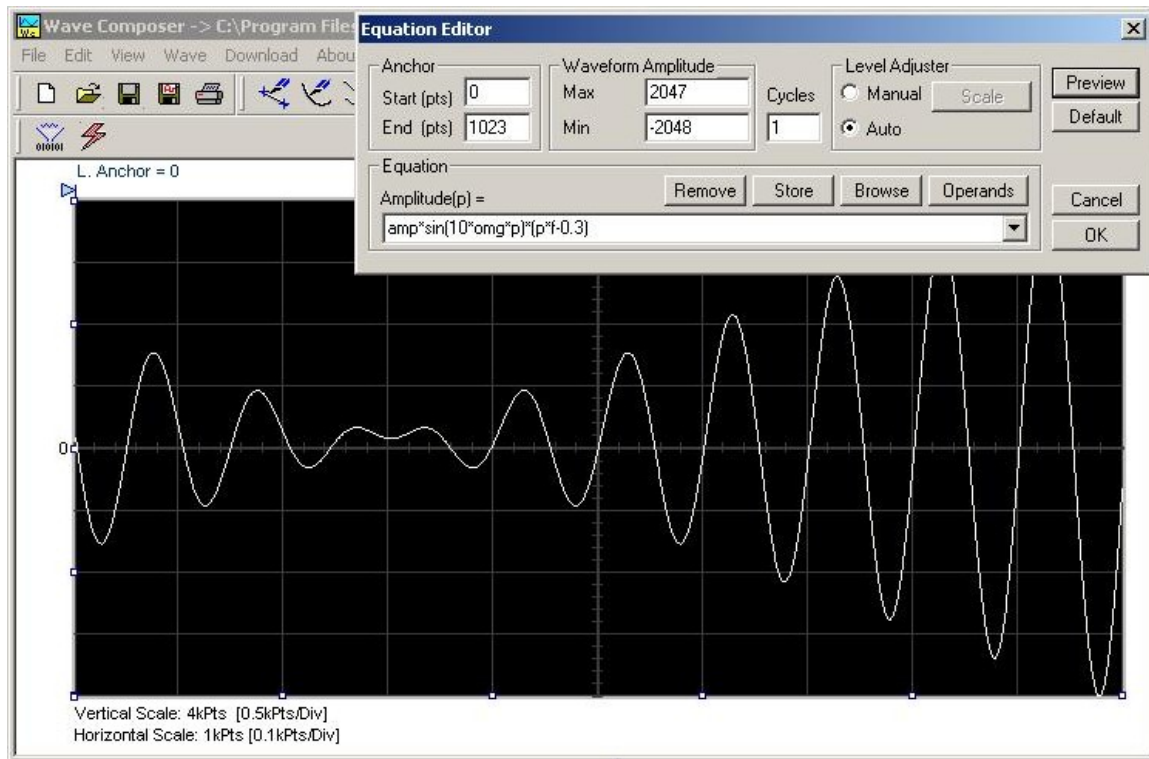 Wave Composer -> C:\Program Files
File Edit View Wave Download Abou
Equation Editor
Anchor
Start (pts) 0
End (pts) 1023
Waveform Amplitude
Max 2047
Min -2048
Cycles
1
Level Adjuster
Manual Scale
Auto
Preview
Default
Cancel
OK
Equation
Amplitude(p) =
Remove Store Browse Operands
amp*sin(10*omg*p)*(p*f-0.3)
010101
L. Anchor = 0
0
Vertical Scale: 4kPts [0.5kPts/Div]
Horizontal Scale: 1kPts [0.1kPts/Div]